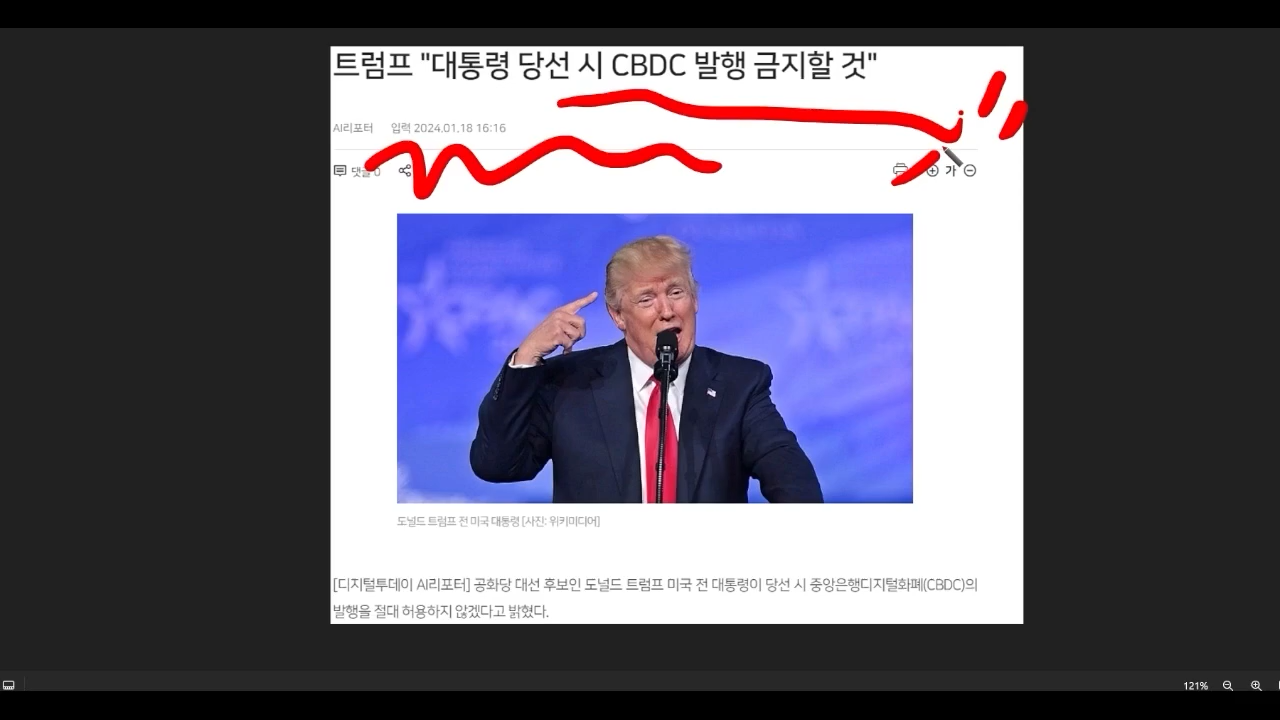 트럼프 "대통령 당선 시 CBDC 발행 금지할 것"
AI리포터 입력 2024.01.18 16:16
댓글 0
가
도널드 트럼프 전 미국 대통령 [사진: 위키미디어]
[디지털투데이 AI리포터] 공화당 대선 후보인 도널드 트럼프 미국 전 대통령이 당선 시 중앙은행디지털화폐(CBDC)의
발행을 절대 허용하지 않겠다고 밝혔다.
121%